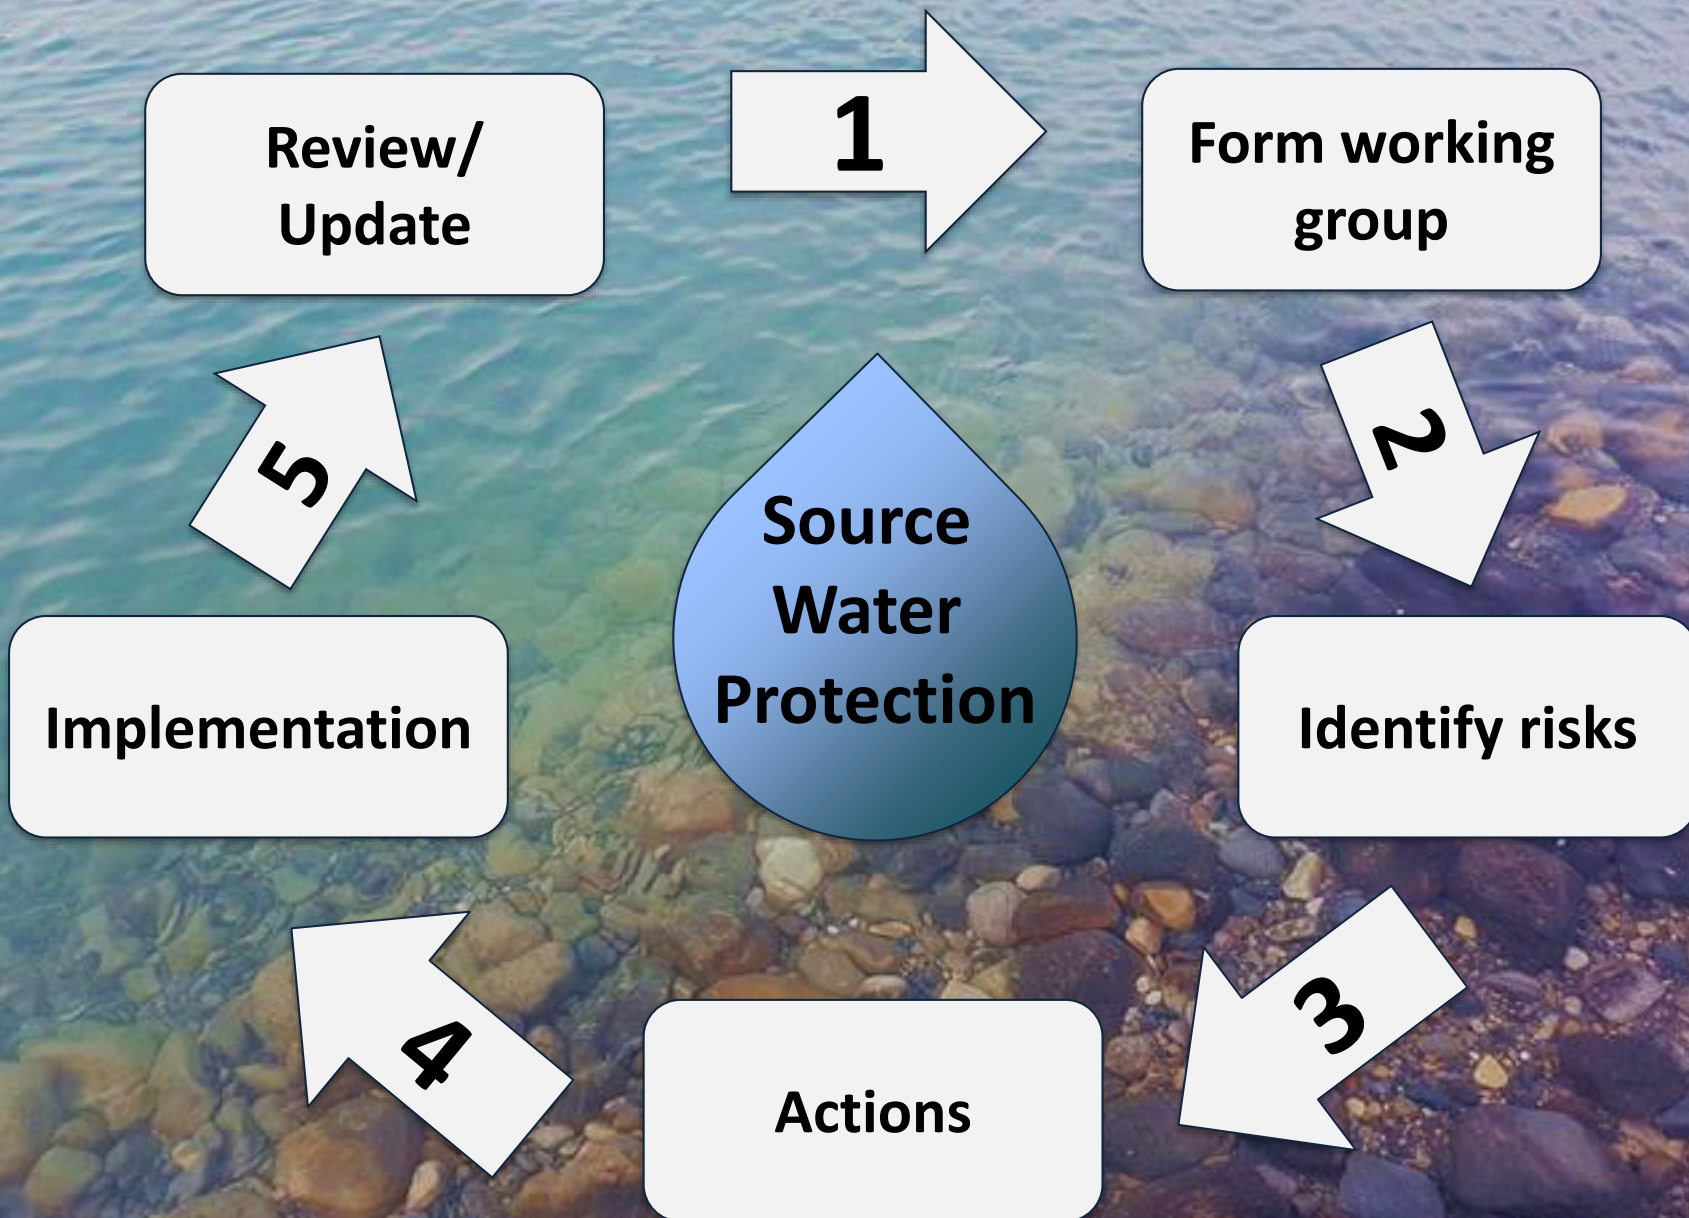 1
Form working
group
2
Identify risks
3
Actions
4
Implementation
5
Review/
Update
Source
Water
Protection